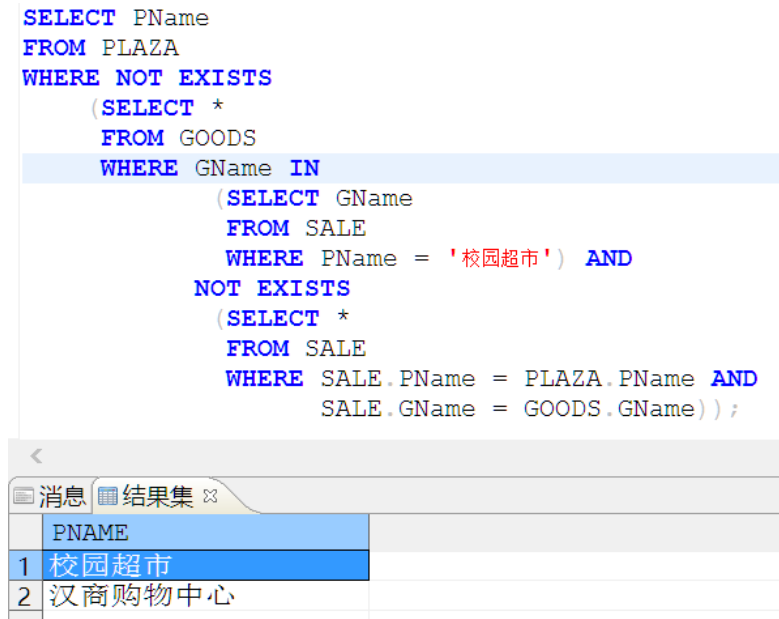 SELECT PName
FROM PLAZA
WHERE NOT EXISTS
(SELECT *
FROM GOODS
WHERE GName IN
(SELECT GName
FROM SALE
WHERE PName = '校园超市') AND
NOT EXISTS
(SELECT *
FROM SALE
WHERE SALE.PName = PLAZA.PName AND
SALE.GName = GOODS.GName));
消息 结果集
PNAME
1 校园超市
2 汉商购物中心